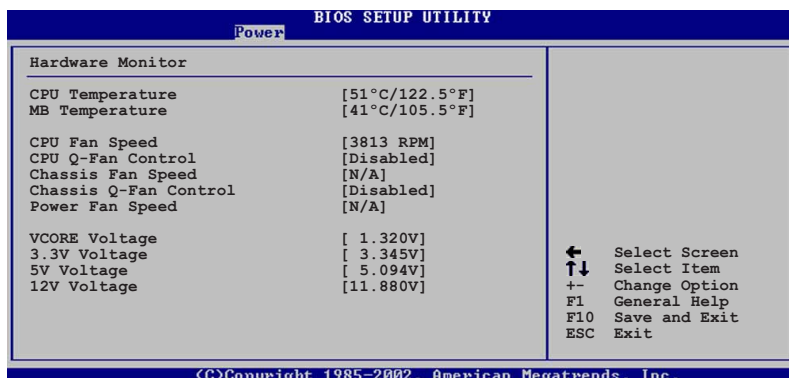 BIOS SETUP UTILITY
Power
Hardware Monitor
CPU Temperature [51°C/122.5°F]
MB Temperature [41°C/105.5°F]
CPU Fan Speed [3813 RPM]
CPU Q-Fan Control [Disabled]
Chassis Fan Speed [N/A]
Chassis Q-Fan Control [Disabled]
Power Fan Speed [N/A]
VCORE Voltage [ 1.320V]
3.3V Voltage [ 3.345V]
5V Voltage [ 5.094V]
12V Voltage [11.880V]
← Select Screen
↑↓ Select Item
+- Change Option
F1 General Help
F10 Save and Exit
ESC Exit
(C)Copyright 1985-2002, American Megatrends, Inc.